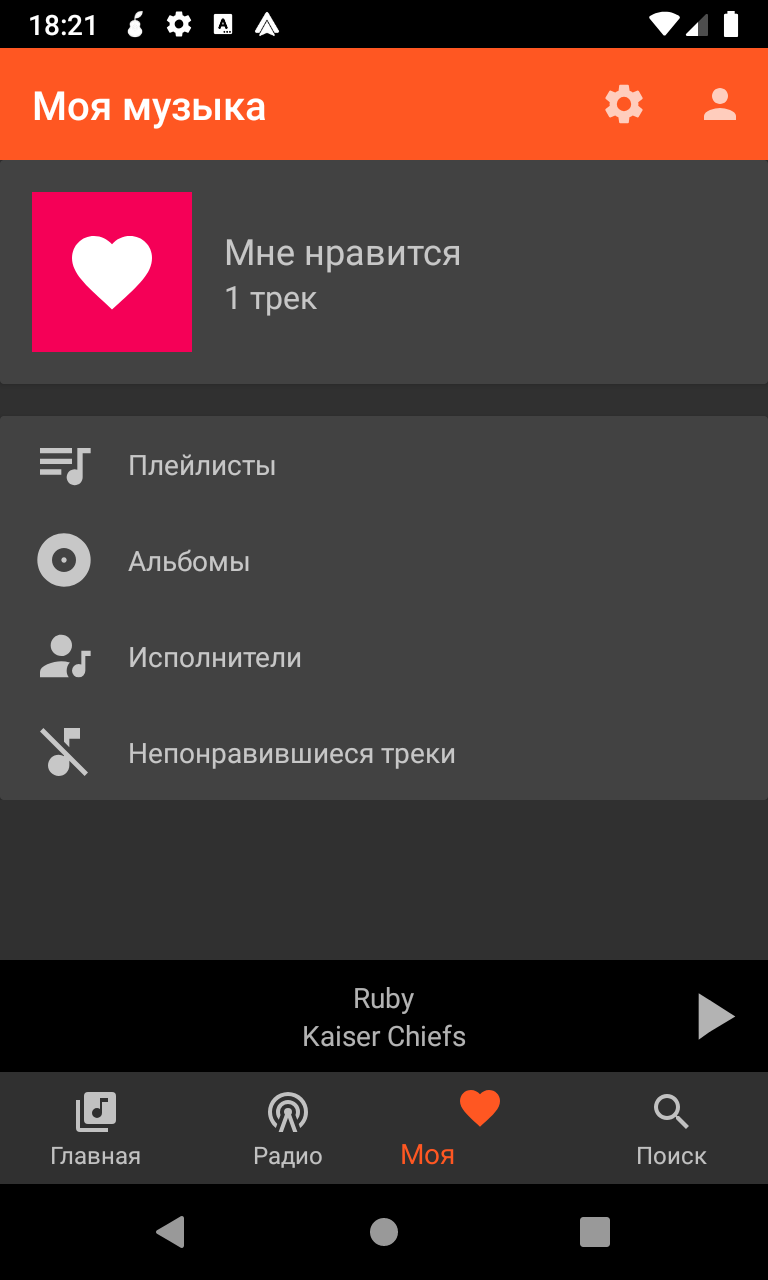 18:21
Моя музыка
Мне нравится
1 трек
Плейлисты
Альбомы
Исполнители
Непонравившиеся треки
Ruby
Kaiser Chiefs
Главная
Радио
Моя
Поиск